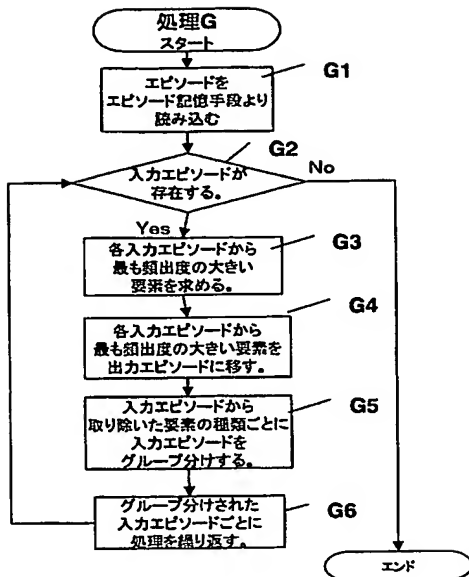 処理G
スタート
G1
エピソードを
エピソード記憶手段より
読み込む
G2
入力エピソードが
存在する。
No
Yes
G3
各入力エピソードから
最も頻出度の大きい
要素を求める。
G4
各入力エピソードから
最も頻出度の大きい要素を
出力エピソードに移す。
G5
入力エピソードから
取り除いた要素の種類ごとに
入力エピソードを
グループ分けする。
G6
グループ分けされた
入力エピソードごとに
処理を繰り返す。
エンド